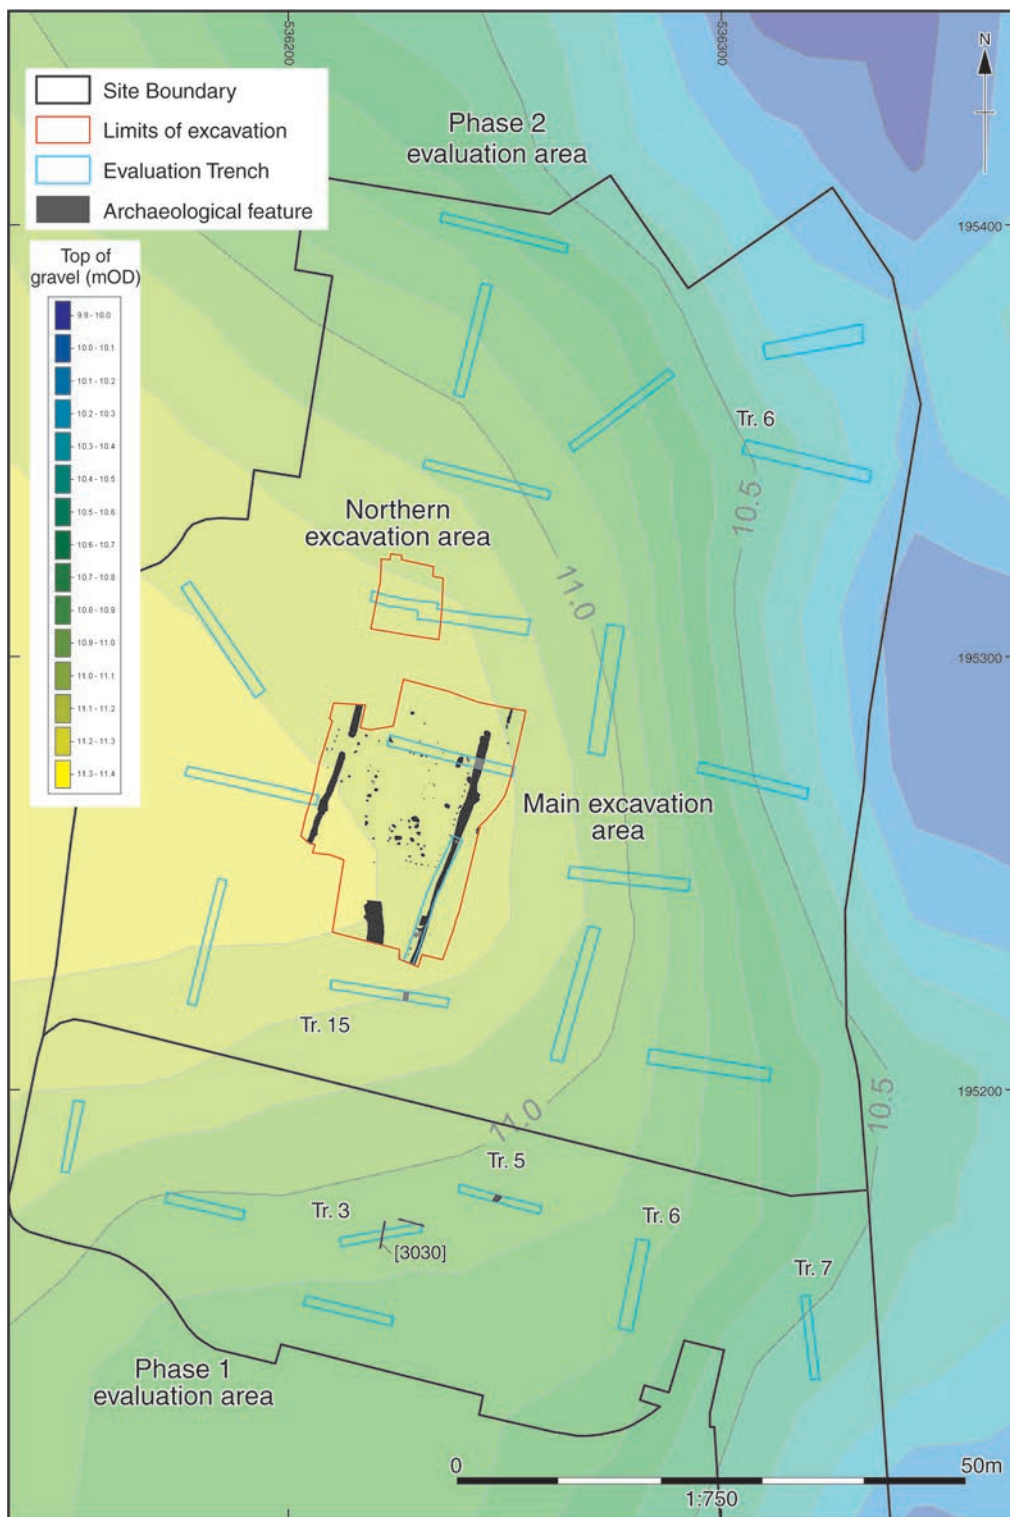 536200
536300
N
Site Boundary
Limits of excavation
Evaluation Trench
Archaeological feature
Phase 2
evaluation area
195400
Top of
gravel (mOD)
9.9 - 10.0
10.0 - 10.1
10.1 - 10.2
10.2 - 10.3
10.3 - 10.4
10.4 - 10.5
10.5 - 10.6
10.6 - 10.7
10.7 - 10.8
10.8 - 10.9
10.9 - 11.0
11.0 - 11.1
11.1 - 11.2
11.2 - 11.3
11.3 - 11.4
Tr. 6
10.5
Northern
excavation area
11.0
195300
Main excavation
area
Tr. 15
195200
11.0
10.5
Tr. 5
Tr. 3
[3030]
Tr. 6
Tr. 7
Phase 1
evaluation area
0
50m
1:750